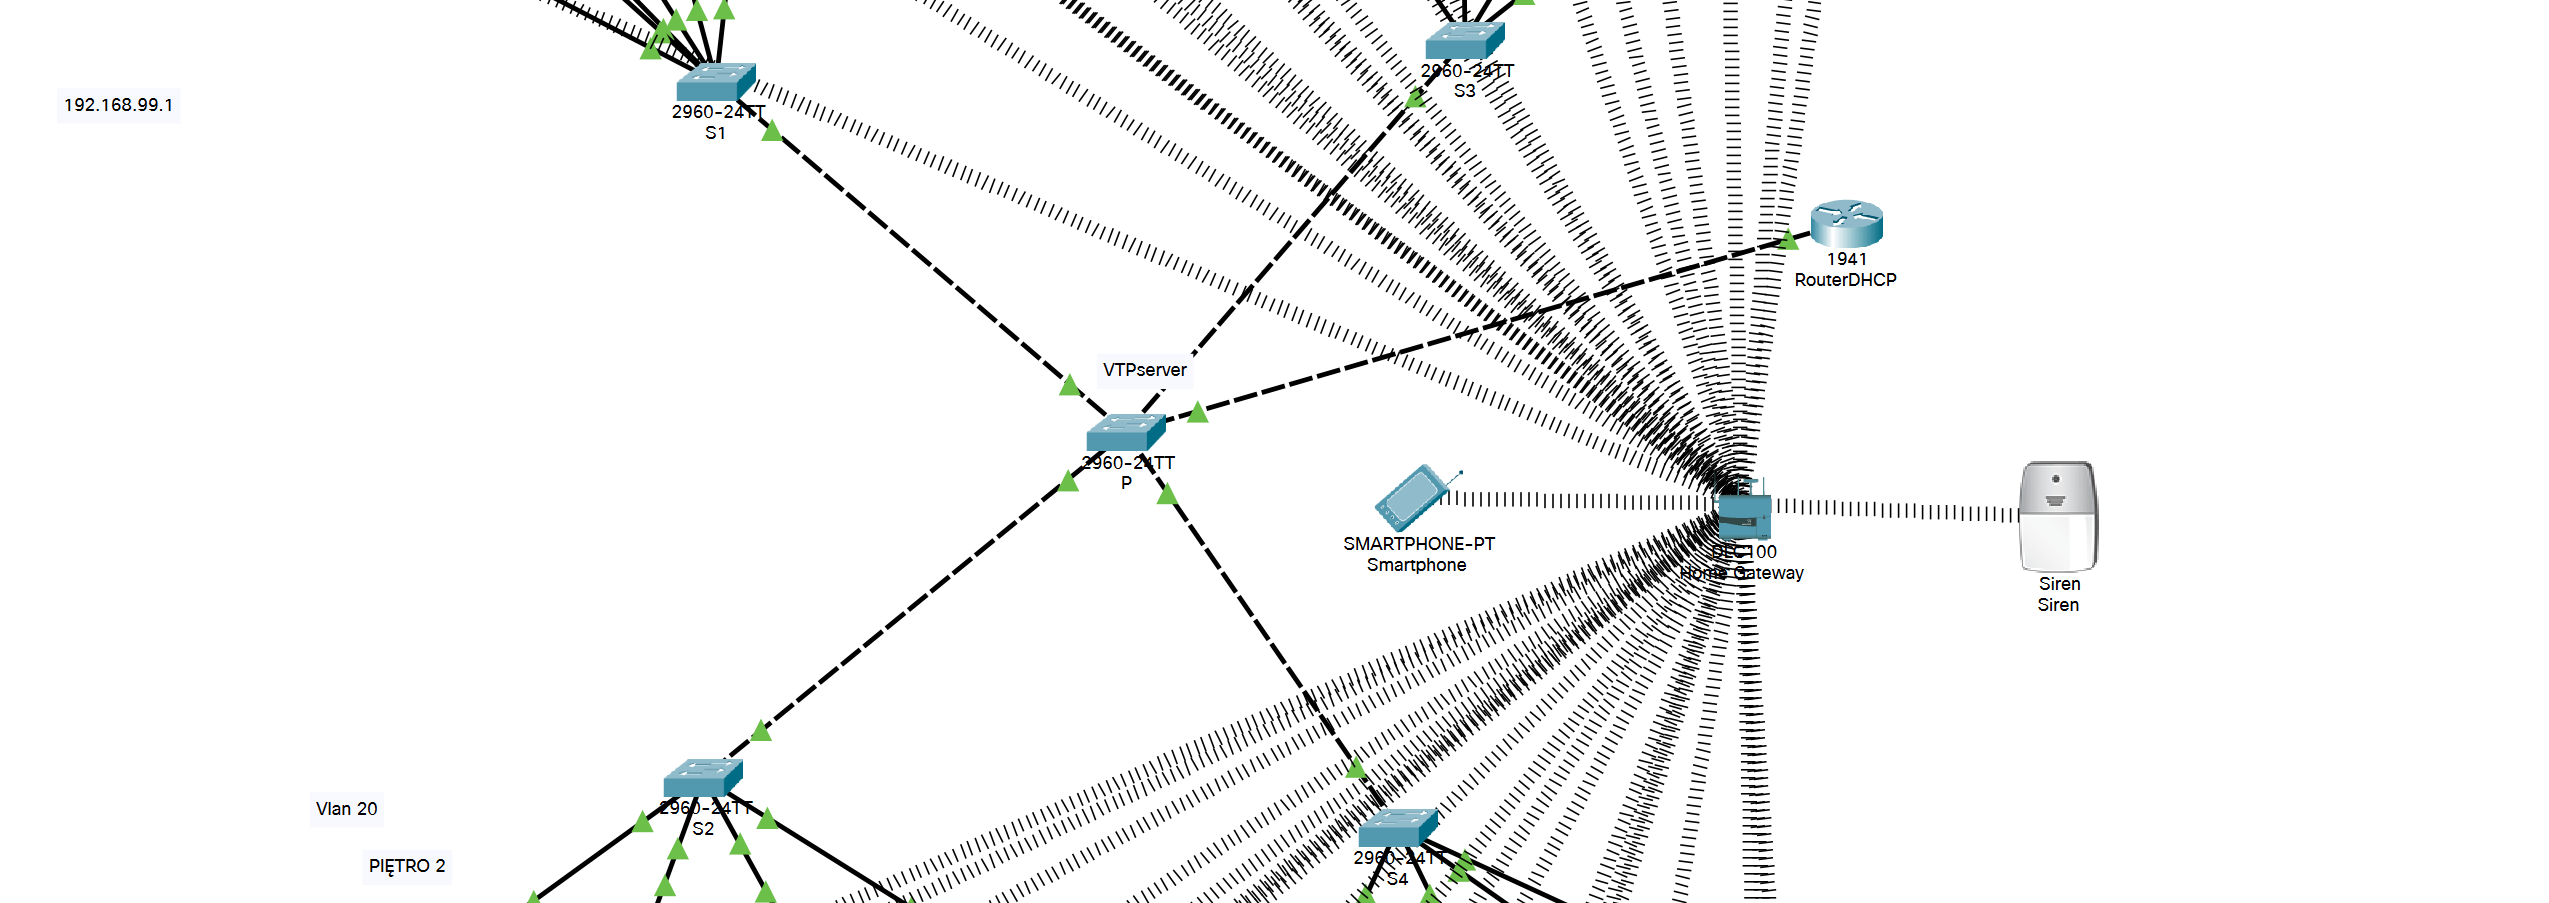 2960-24TT
S3
192.168.99.1
2960-24TT
S1
1941
RouterDHCP
VTPserver
2960-24TT
P
SMARTPHONE-PT
Smartphone
DLC100
Home Gateway
Siren
Siren
2960-24TT
S2
Vlan 20
2960-24TT
S4
PIĘTRO 2